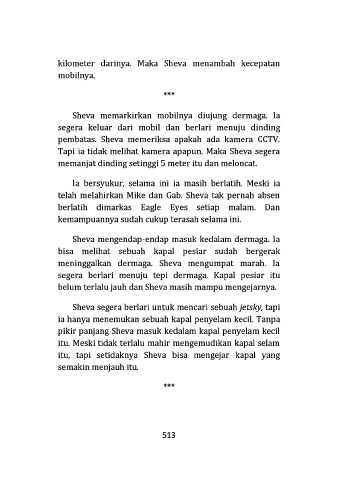 kilometer darinya. Maka Sheva menambah kecepatan
mobilnya.
***
Sheva memarkirkan mobilnya diujung dermaga. Ia
segera keluar dari mobil dan berlari menuju dinding
pembatas. Sheva memeriksa apakah ada kamera CCTV.
Tapi ia tidak melihat kamera apapun. Maka Sheva segera
memanjat dinding setinggi 5 meter itu dan meloncat.
Ia bersyukur, selama ini ia masih berlatih. Meski ia
telah melahirkan Mike dan Gab. Sheva tak pernah absen
berlatih dimarkas Eagle Eyes setiap malam. Dan
kemampuannya sudah cukup terasah selama ini.
Sheva mengendap-endap masuk kedalam dermaga. Ia
bisa melihat sebuah kapal pesiar sudah bergerak
meninggalkan dermaga. Sheva mengumpat marah. Ia
segera berlari menuju tepi dermaga. Kapal pesiar itu
belum terlalu jauh dan Sheva masih mampu mengejarnya.
Sheva segera berlari untuk mencari sebuah jetsky, tapi
ia hanya menemukan sebuah kapal penyelam kecil. Tanpa
pikir panjang Sheva masuk kedalam kapal penyelam kecil
itu. Meski tidak terlalu mahir mengemudikan kapal selam
itu, tapi setidaknya Sheva bisa mengejar kapal yang
semakin menjauh itu.
***
513